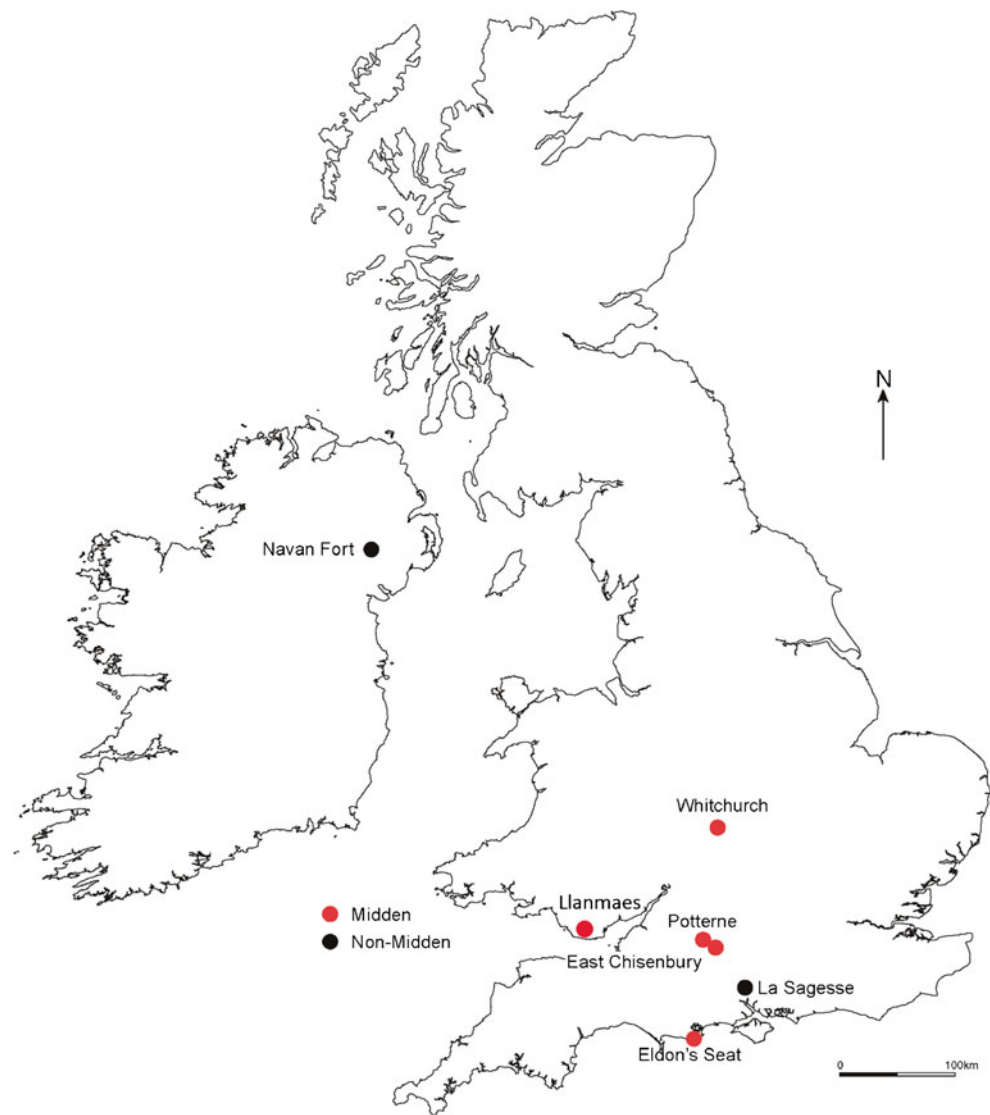 N
Navan Fort
Whitchurch
Llanmaes
Midden
Potterne
Non-Midden
East Chisenbury
La Sagesse
Eldon's Seat
0 100km